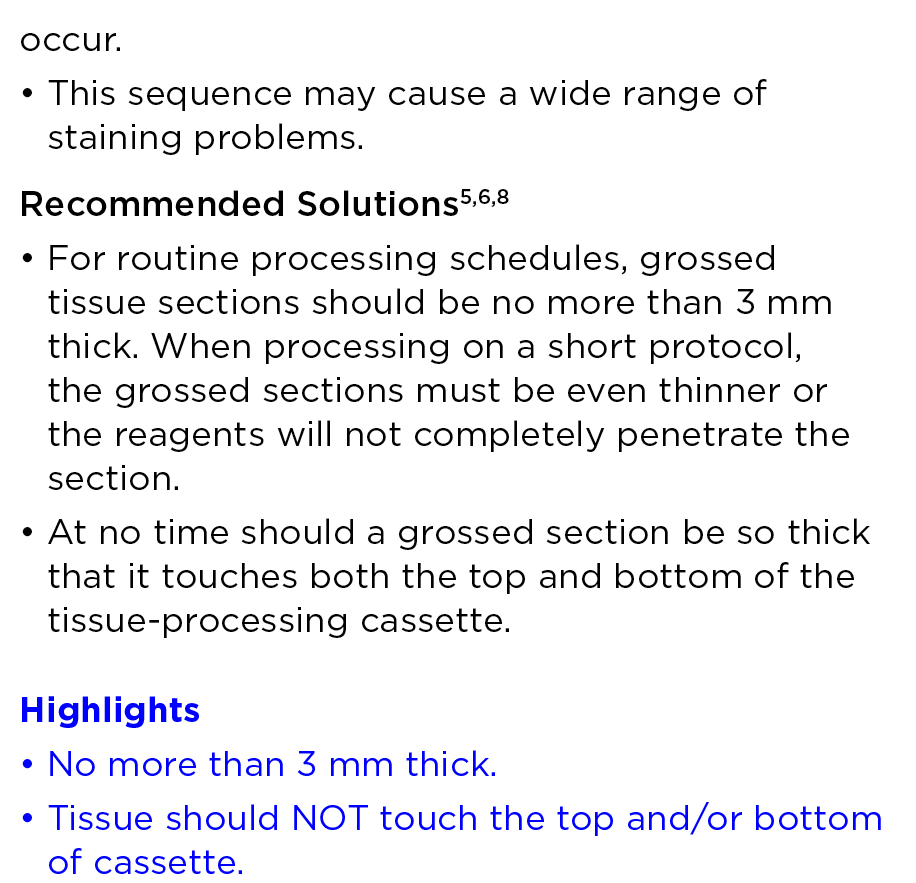 occur.
• This sequence may cause a wide range of
staining problems.
Recommended Solutions5,6,8
• For routine processing schedules, grossed
tissue sections should be no more than 3 mm
thick. When processing on a short protocol,
the grossed sections must be even thinner or
the reagents will not completely penetrate the
section.
• At no time should a grossed section be so thick
that it touches both the top and bottom of the
tissue-processing cassette.
Highlights
• No more than 3 mm thick.
• Tissue should NOT touch the top and/or bottom
of cassette.